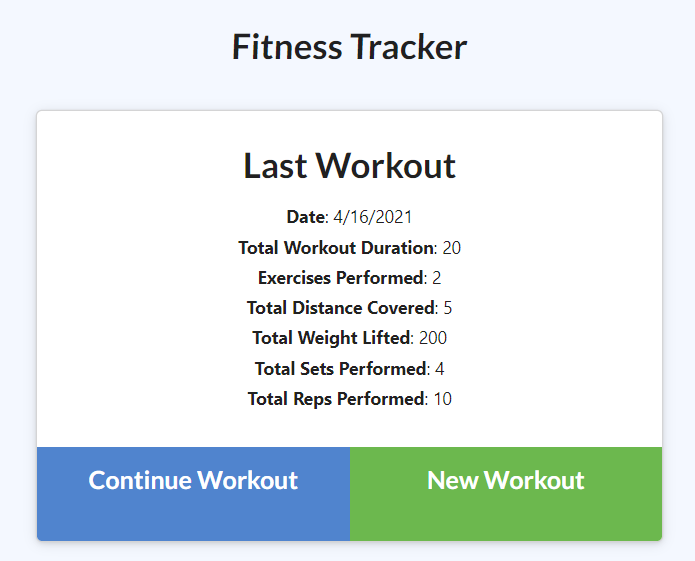 Fitness Tracker
Last Workout
Date: 4/16/2021
Total Workout Duration: 20
Exercises Performed: 2
Total Distance Covered: 5
Total Weight Lifted: 200
Total Sets Performed: 4
Total Reps Performed: 10
Continue Workout
New Workout